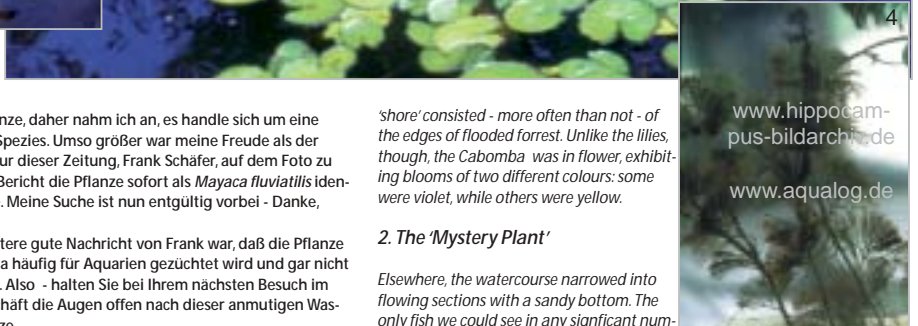 4
nze, daher nahm ich an, es handle sich um eine
Spezies. Umso größer war meine Freude als der
ur dieser Zeitung, Frank Schäfer, auf dem Foto zu
Bericht die Pflanze sofort als Mayaca fluviatilis iden-
. Meine Suche ist nun entgültig vorbei - Danke,
tere gute Nachricht von Frank war, daß die Pflanze
a häufig für Aquarien gezüchtet wird und gar nicht
. Also - halten Sie bei Ihrem nächsten Besuch im
häft die Augen offen nach dieser anmutigen Was-
ze.
'shore' consisted - more often than not - of
the edges of flooded forrest. Unlike the lilies,
though, the Cabomba was in flower, exhibit-
ing blooms of two different colours: some
were violet, while others were yellow.
2. The 'Mystery Plant'
Elsewhere, the watercourse narrowed into
flowing sections with a sandy bottom. The
only fish we could see in any signficant num-
www.hippocam-
pus-bildarchiv.de
www.aqualog.de